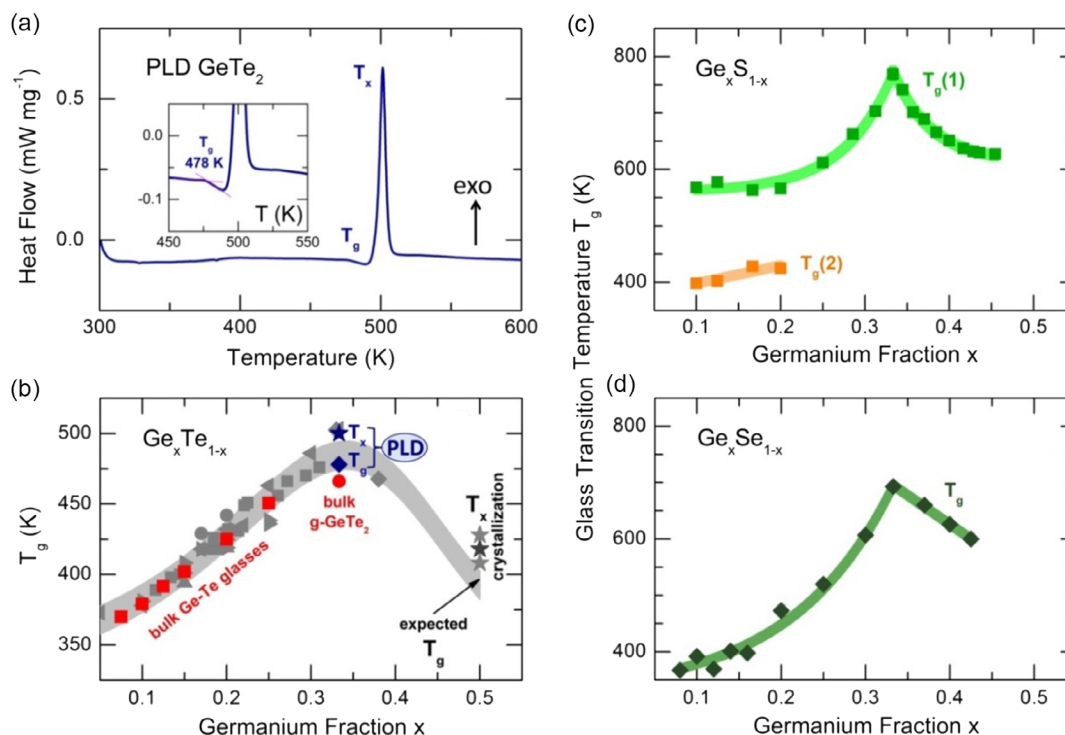 (a)
PLD GeTe2
Heat Flow (mW mg-1)
0.5
0.0
Tx
Tg
exo
0.0
-0.1
Tg
478 K
T (K)
450 500 550
300 400 500 600
Temperature (K)
(b)
GexTe1-x
Tg (K)
500
475
450
425
400
375
350
Tx
Tg
PLD
bulk
g-GeTe2
bulk Ge-Te glasses
Tx
crystallization
expected
Tg
0.1 0.2 0.3 0.4 0.5
Germanium Fraction x
Glass Transition Temperature Tg (K)
(c)
GexS1-x
800
600
400
Tg(1)
Tg(2)
0.1 0.2 0.3 0.4 0.5
Germanium Fraction x
(d)
GexSe1-x
800
600
400
Tg
0.1 0.2 0.3 0.4 0.5
Germanium Fraction x